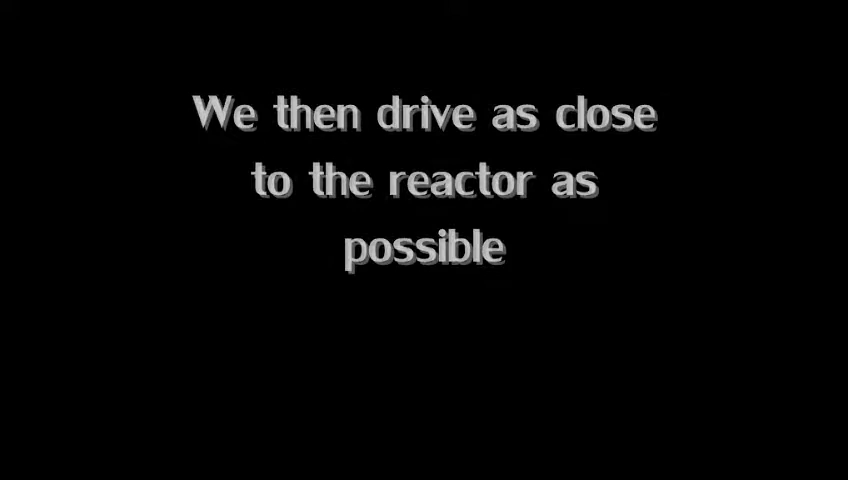 We then drive as close
to the reactor as
possible